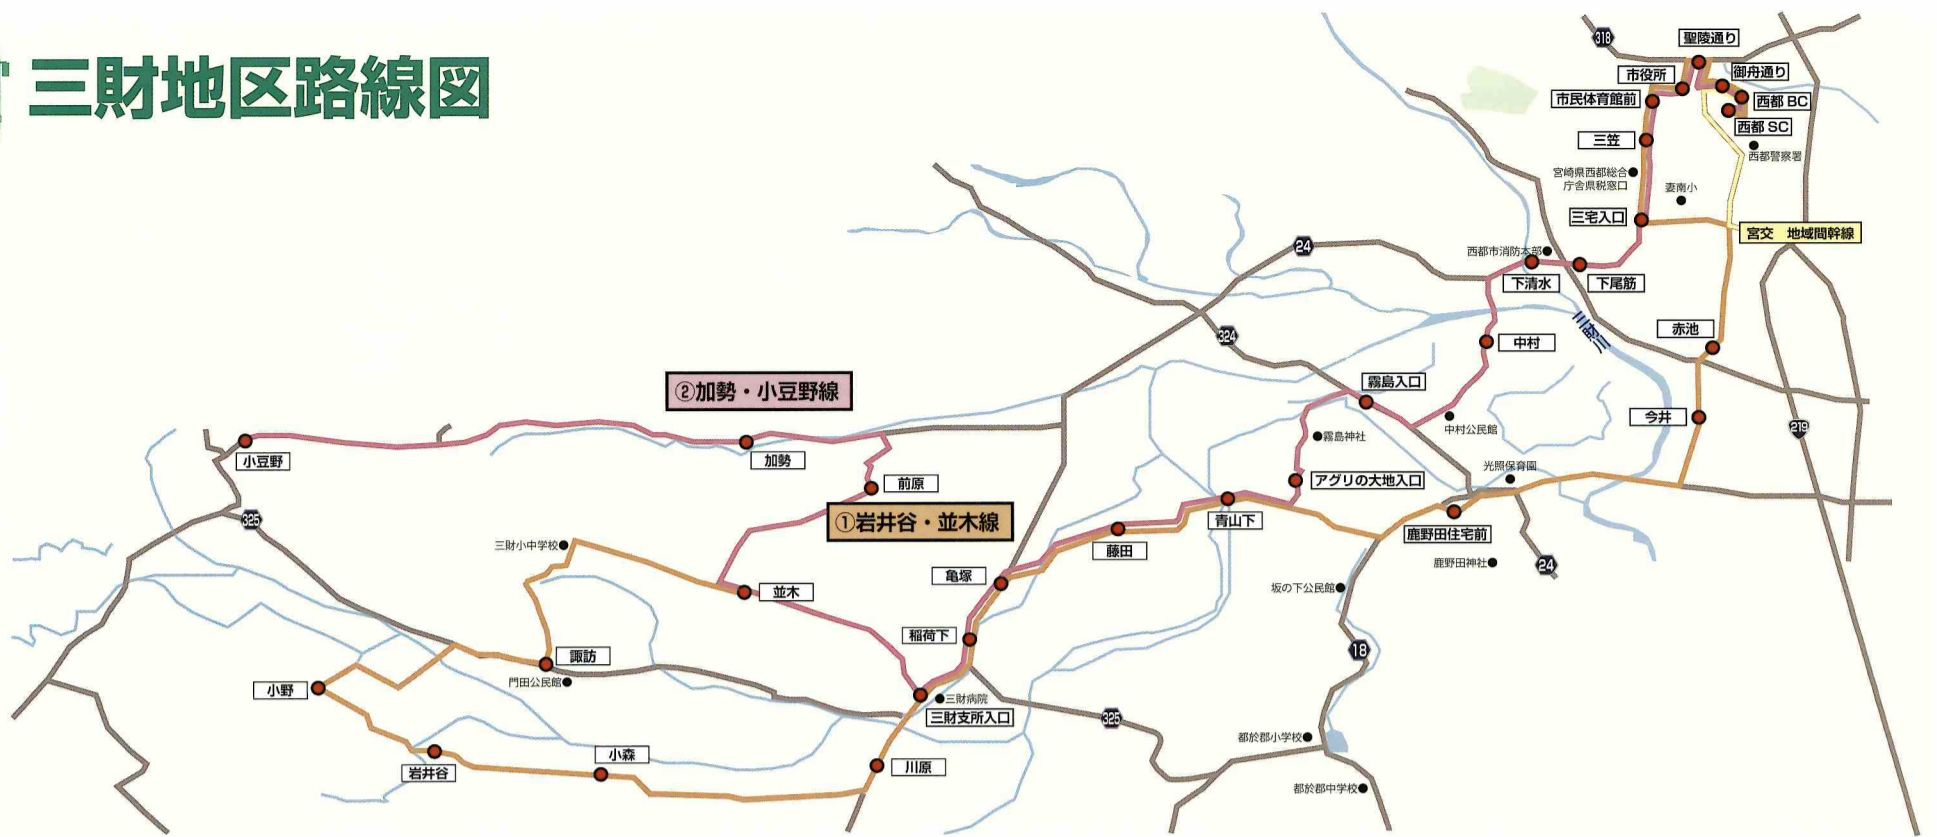 三財地区路線図
318
聖陵通り
市役所
御舟通り
市民体育館前
西都 BC
西都 SC
三笠
西都警察署
宮崎県西都総合
庁舎県税窓口
妻南小
三宅入口
宮交　地域間幹線
24
西都市消防本部
下清水
下尾筋
三財川
324
赤池
中村
②加勢・小豆野線
霧島入口
今井
219
中村公民館
霧島神社
小豆野
加勢
光照保育園
前原
アグリの大地入口
325
①岩井谷・並木線
青山下
鹿野田住宅前
三財小中学校
藤田
鹿野田神社
24
亀塚
坂の下公民館
並木
稲荷下
18
諏訪
門田公民館
小野
三財病院
三財支所入口
325
都於郡小学校
小森
岩井谷
川原
都於郡中学校